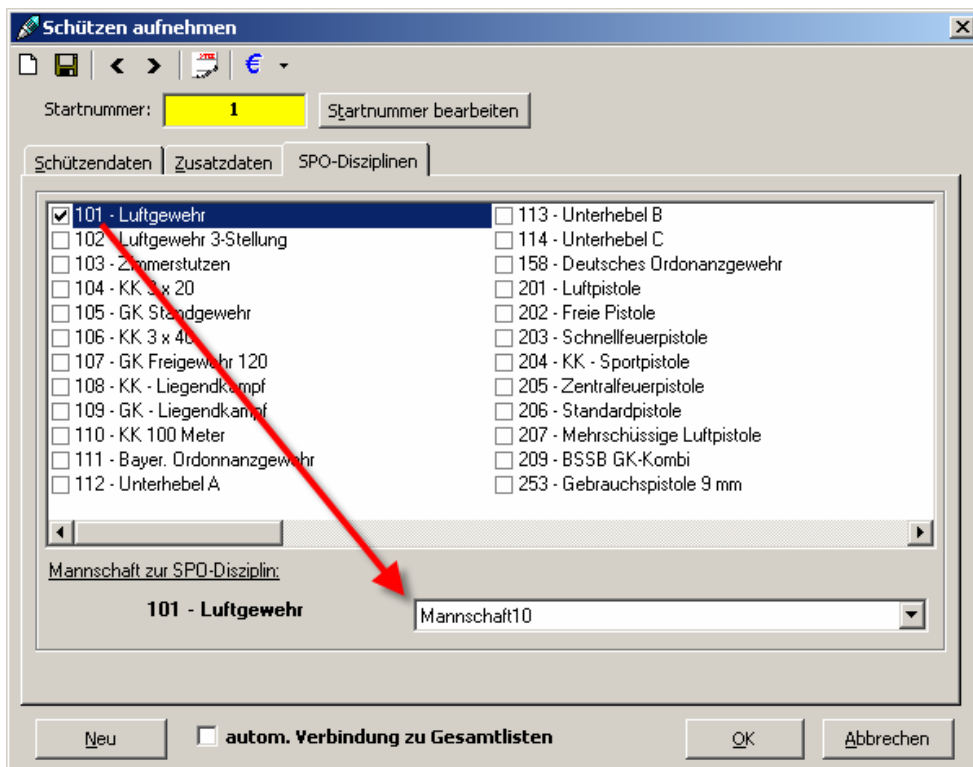 Schützen aufnehmen
€
Startnummer: 1 Startnummer bearbeiten
Schützendaten Zusatzdaten SPO-Disziplinen
101 - Luftgewehr
102 - Luftgewehr 3-Stellung
103 - Zimmerstutzen
104 - KK 3 x 20
105 - GK Standgewehr
106 - KK 3 x 40
107 - GK Freigewehr 120
108 - KK - Liegendkampf
109 - GK - Liegendkampf
110 - KK 100 Meter
111 - Bayer. Ordonnanzgewehr
112 - Unterhebel A
113 - Unterhebel B
114 - Unterhebel C
158 - Deutsches Ordonanzgewehr
201 - Luftpistole
202 - Freie Pistole
203 - Schnellfeuerpistole
204 - KK - Sportpistole
205 - Zentralfeuerpistole
206 - Standardpistole
207 - Mehrschüssige Luftpistole
209 - BSSB GK-Kombi
253 - Gebrauchspistole 9 mm
Mannschaft zur SPO-Disziplin:
101 - Luftgewehr Mannschaft10
Neu autom. Verbindung zu Gesamtlisten OK Abbrechen